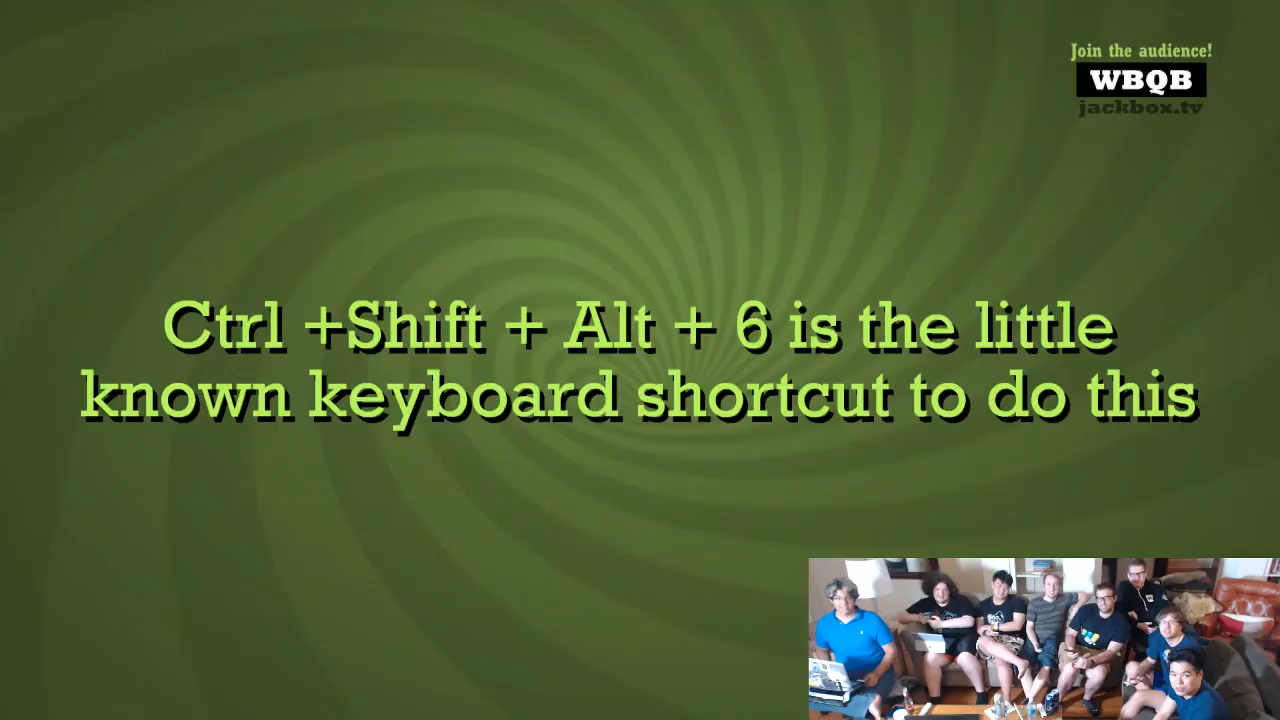 Join the audience!
WBQB
jackbox.tv
Ctrl +Shift + Alt + 6 is the little
known keyboard shortcut to do this